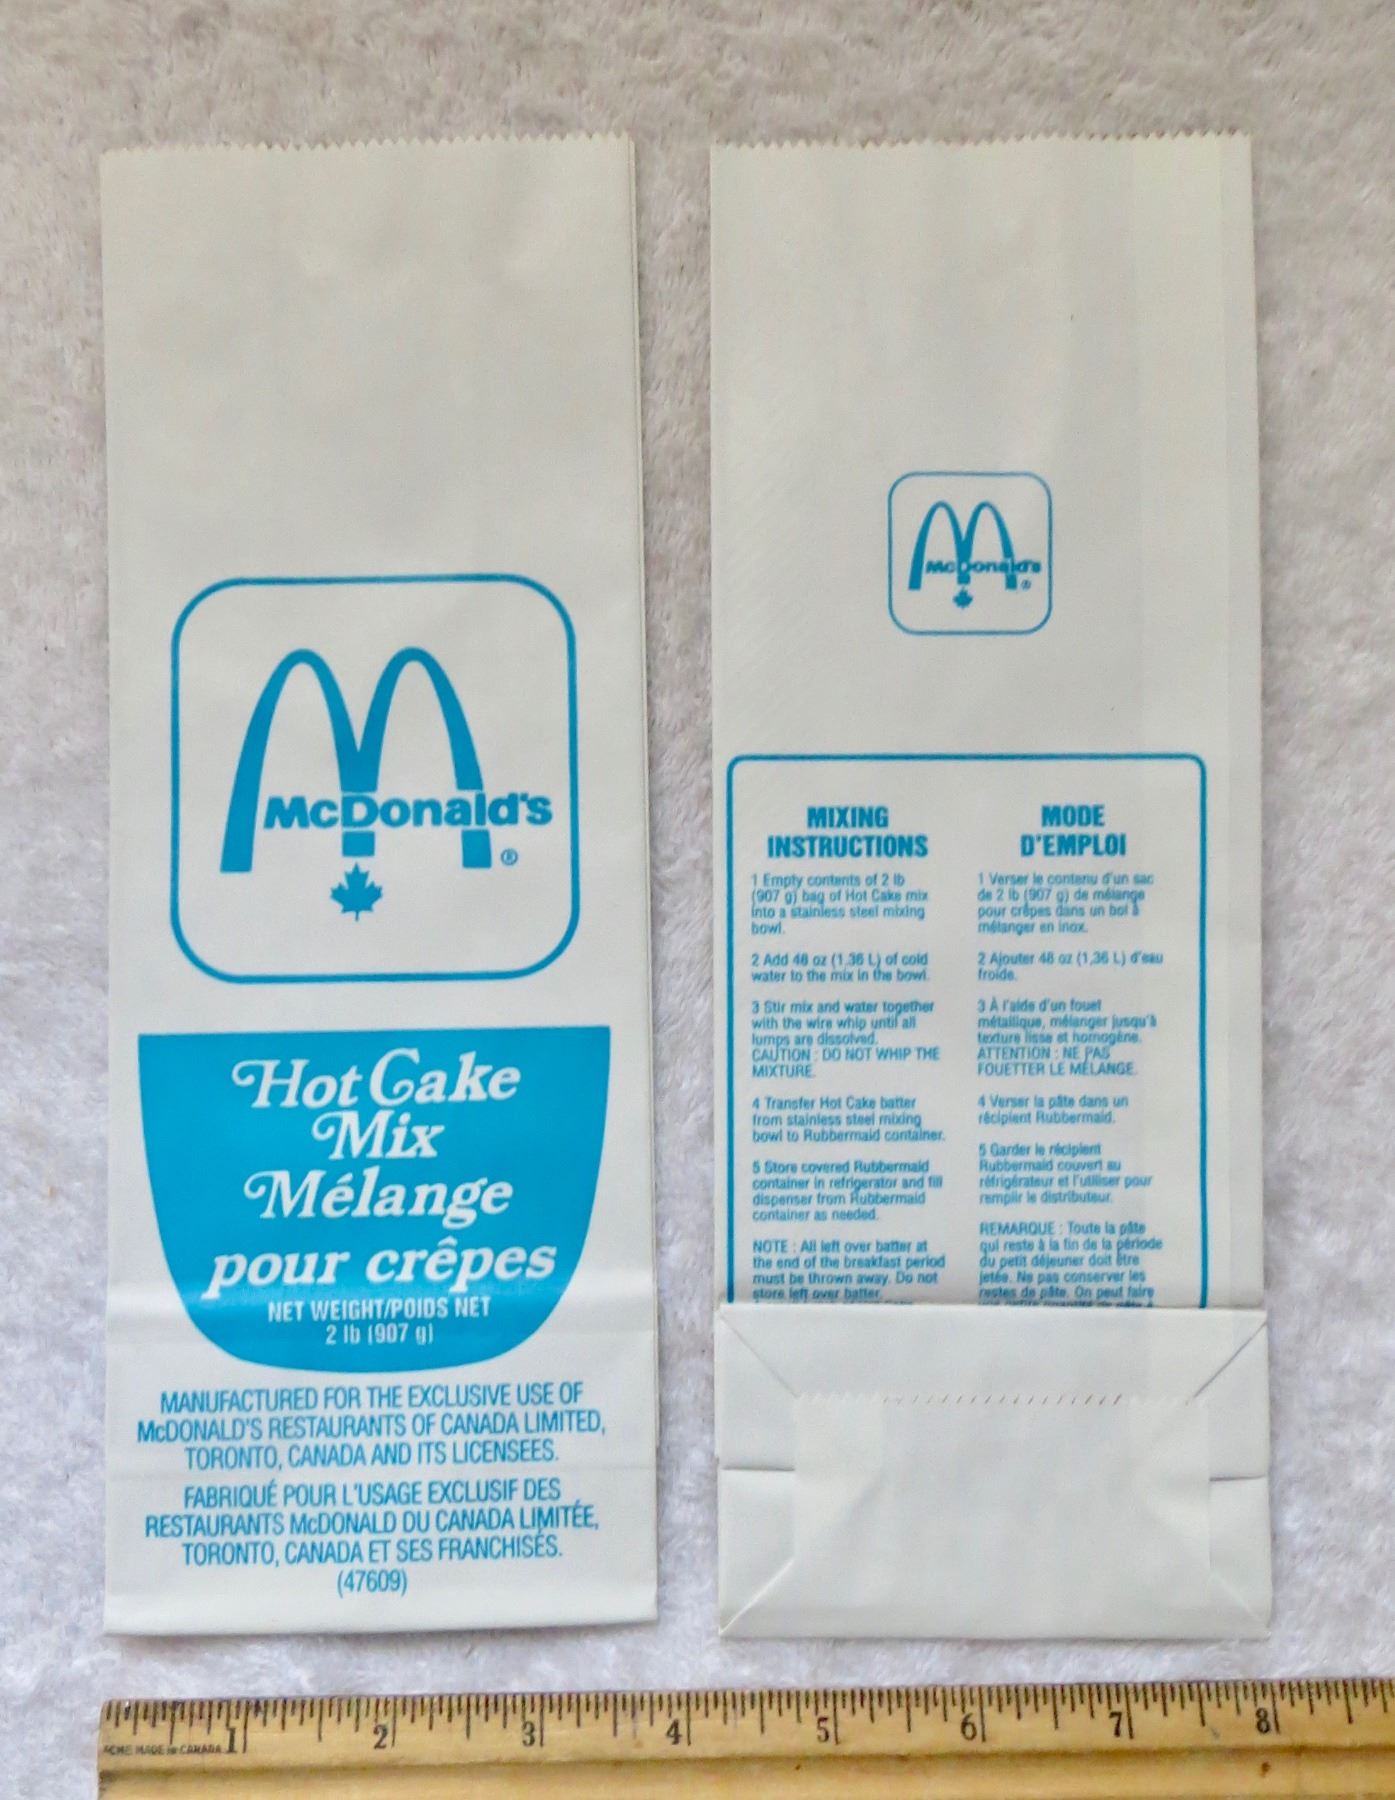 McDonald's
®
Hot Cake
Mix
Mélange
pour crêpes
NET WEIGHT/POIDS NET
2 lb (907 g)
MANUFACTURED FOR THE EXCLUSIVE USE OF
McDONALD'S RESTAURANTS OF CANADA LIMITED,
TORONTO, CANADA AND ITS LICENSEES.
FABRIQUÉ POUR L'USAGE EXCLUSIF DES
RESTAURANTS McDONALD DU CANADA LIMITÉE,
TORONTO, CANADA ET SES FRANCHISÉS.
(47609)
McDonald's
®
MIXING
INSTRUCTIONS
1 Empty contents of 2 lb
(907 g) bag of Hot Cake mix
into a stainless steel mixing
bowl.
2 Add 48 oz (1,36 L) of cold
water to the mix in the bowl.
3 Stir mix and water together
with the wire whip until all
lumps are dissolved.
CAUTION : DO NOT WHIP THE
MIXTURE.
4 Transfer Hot Cake batter
from stainless steel mixing
bowl to Rubbermaid container.
5 Store covered Rubbermaid
container in refrigerator and fill
dispenser from Rubbermaid
container as needed.
NOTE : All left over batter at
the end of the breakfast period
must be thrown away. Do not
store left over batter.
MODE
D'EMPLOI
1 Verser le contenu d'un sac
de 2 lb (907 g) de mélange
pour crêpes dans un bol à
mélanger en inox.
2 Ajouter 48 oz (1,36 L) d'eau
froide.
3 À l'aide d'un fouet
métallique, mélanger jusqu'à
texture lisse et homogène.
ATTENTION : NE PAS
FOUETTER LE MÉLANGE.
4 Verser la pâte dans un
récipient Rubbermaid.
5 Garder le récipient
Rubbermaid couvert au
réfrigérateur et l'utiliser pour
remplir le distributeur.
REMARQUE : Toute la pâte
qui reste à la fin de la période
du petit déjeuner doit être
jetée. Ne pas conserver les
restes de pâte. On peut faire
ACME MADE IN CANADA
1 2 3 4 5 6 7 8